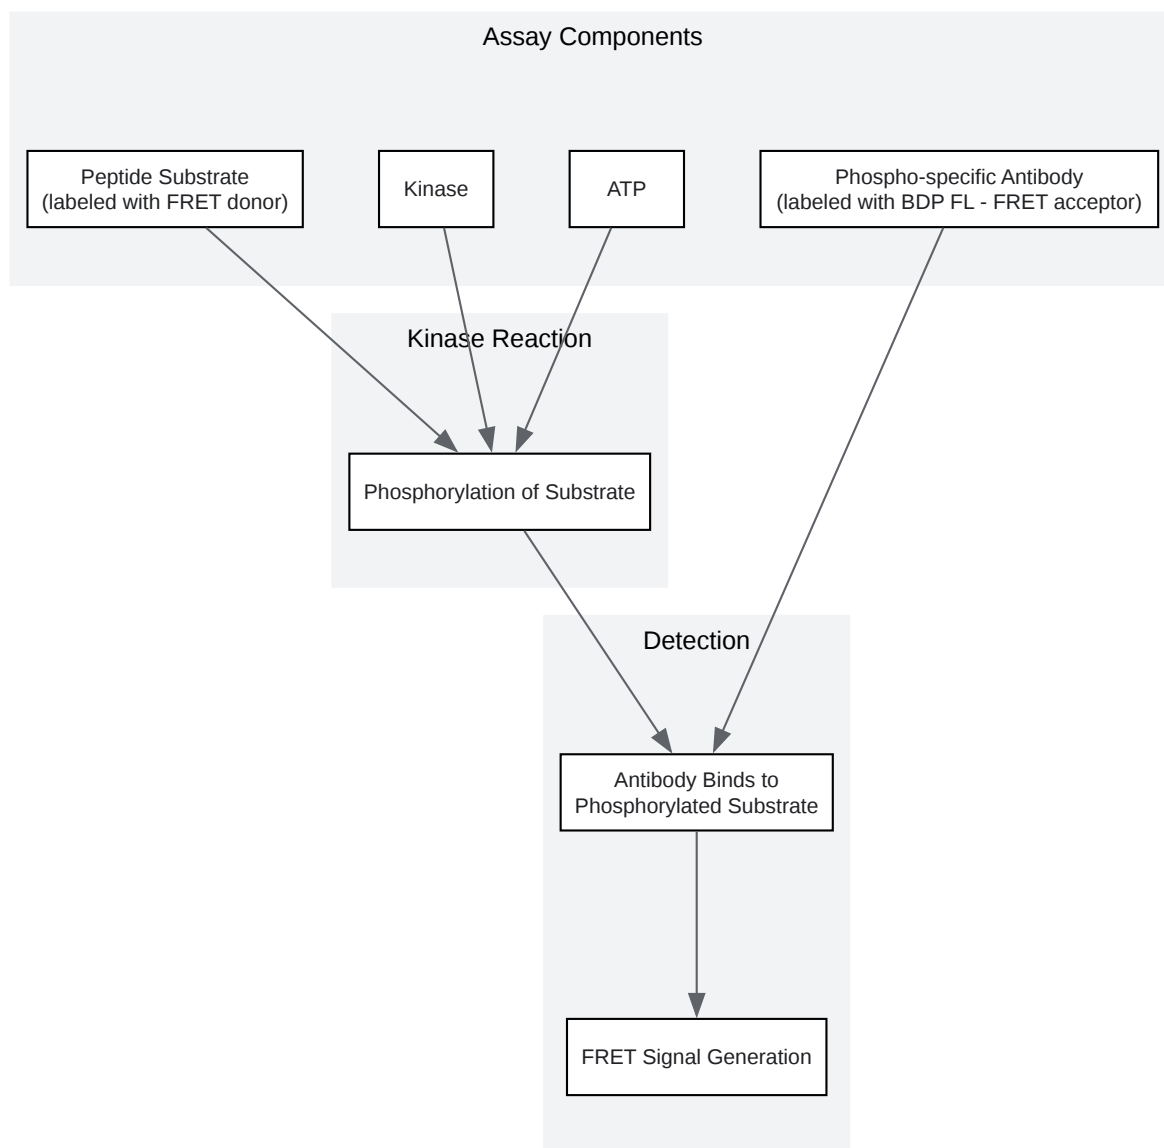 Assay Components
Peptide Substrate
(labeled with FRET donor)
Kinase
ATP
Phospho-specific Antibody
(labeled with BDP FL - FRET acceptor)
Kinase Reaction
Phosphorylation of Substrate
Detection
Antibody Binds to
Phosphorylated Substrate
FRET Signal Generation